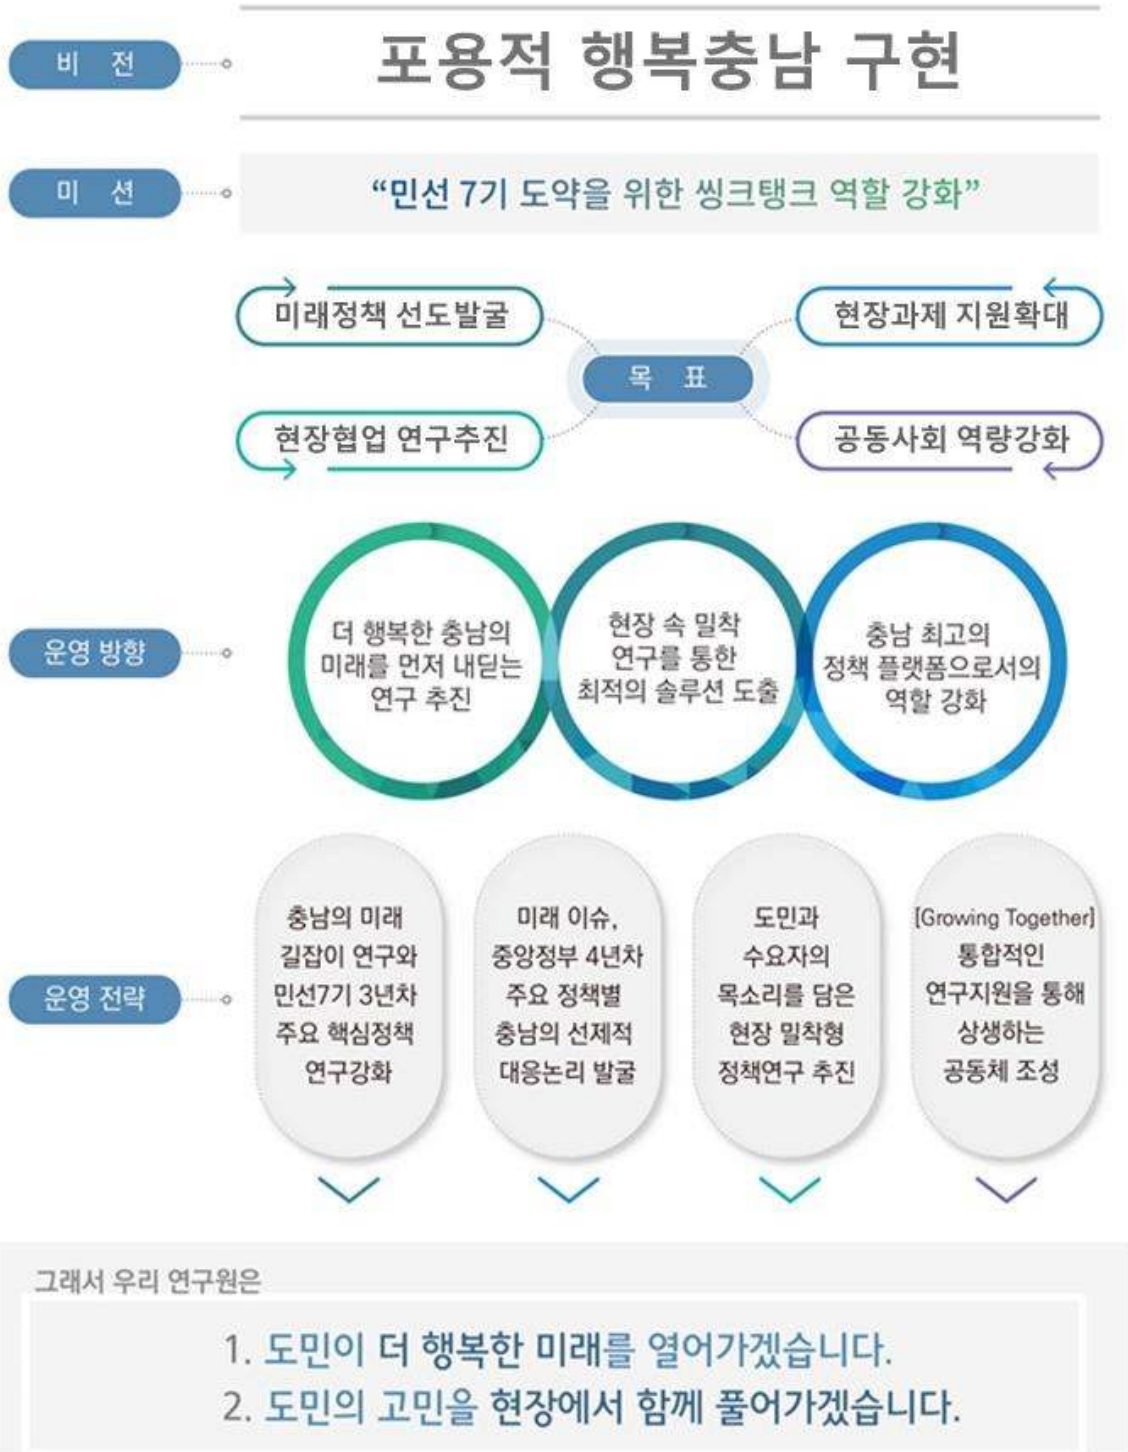 비 전
포용적 행복충남 구현
미 션
“민선 7기 도약을 위한 씽크탱크 역할 강화”
미래정책 선도발굴
현장과제 지원확대
목 표
현장협업 연구추진
공동사회 역량강화
운영 방향
더 행복한 충남의
미래를 먼저 내딛는
연구 추진
현장 속 밀착
연구를 통한
최적의 솔루션 도출
충남 최고의
정책 플랫폼으로서의
역할 강화
운영 전략
충남의 미래
길잡이 연구와
민선7기 3년차
주요 핵심정책
연구강화
미래 이슈,
중앙정부 4년차
주요 정책별
충남의 선제적
대응논리 발굴
도민과
수요자의
목소리를 담은
현장 밀착형
정책연구 추진
[Growing Together]
통합적인
연구지원을 통해
상생하는
공동체 조성
그래서 우리 연구원은
1. 도민이 더 행복한 미래를 열어가겠습니다.
2. 도민의 고민을 현장에서 함께 풀어가겠습니다.